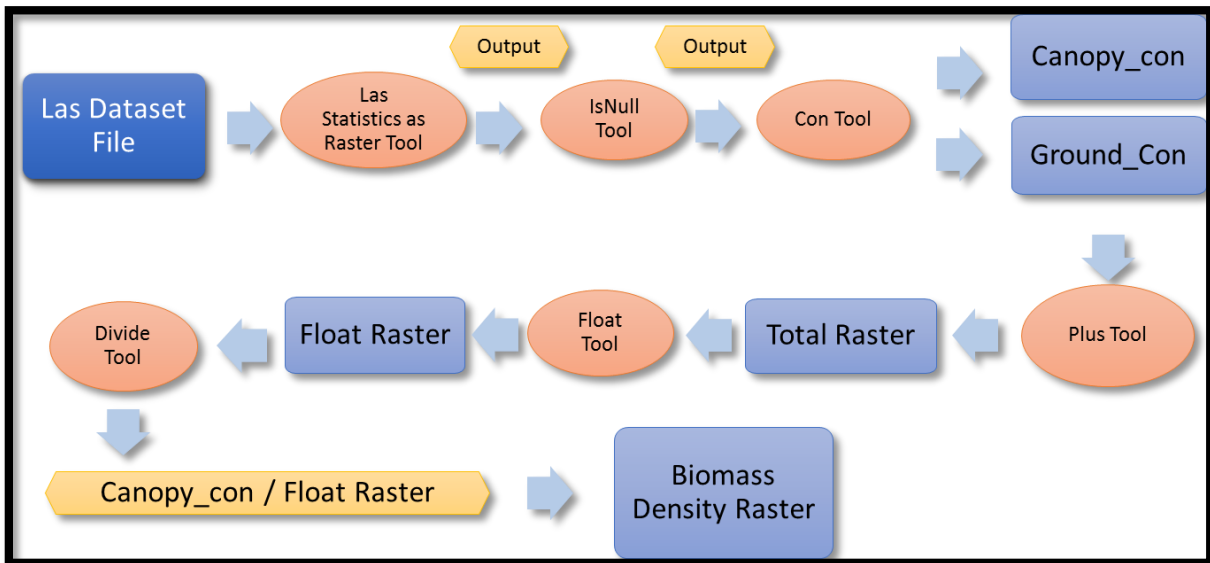 Las Dataset
File
Las
Statistics as
Raster Tool
Output
IsNull
Tool
Output
Con Tool
Canopy_con
Ground_Con
Plus Tool
Total Raster
Float
Tool
Float Raster
Divide
Tool
Canopy_con / Float Raster
Biomass
Density Raster